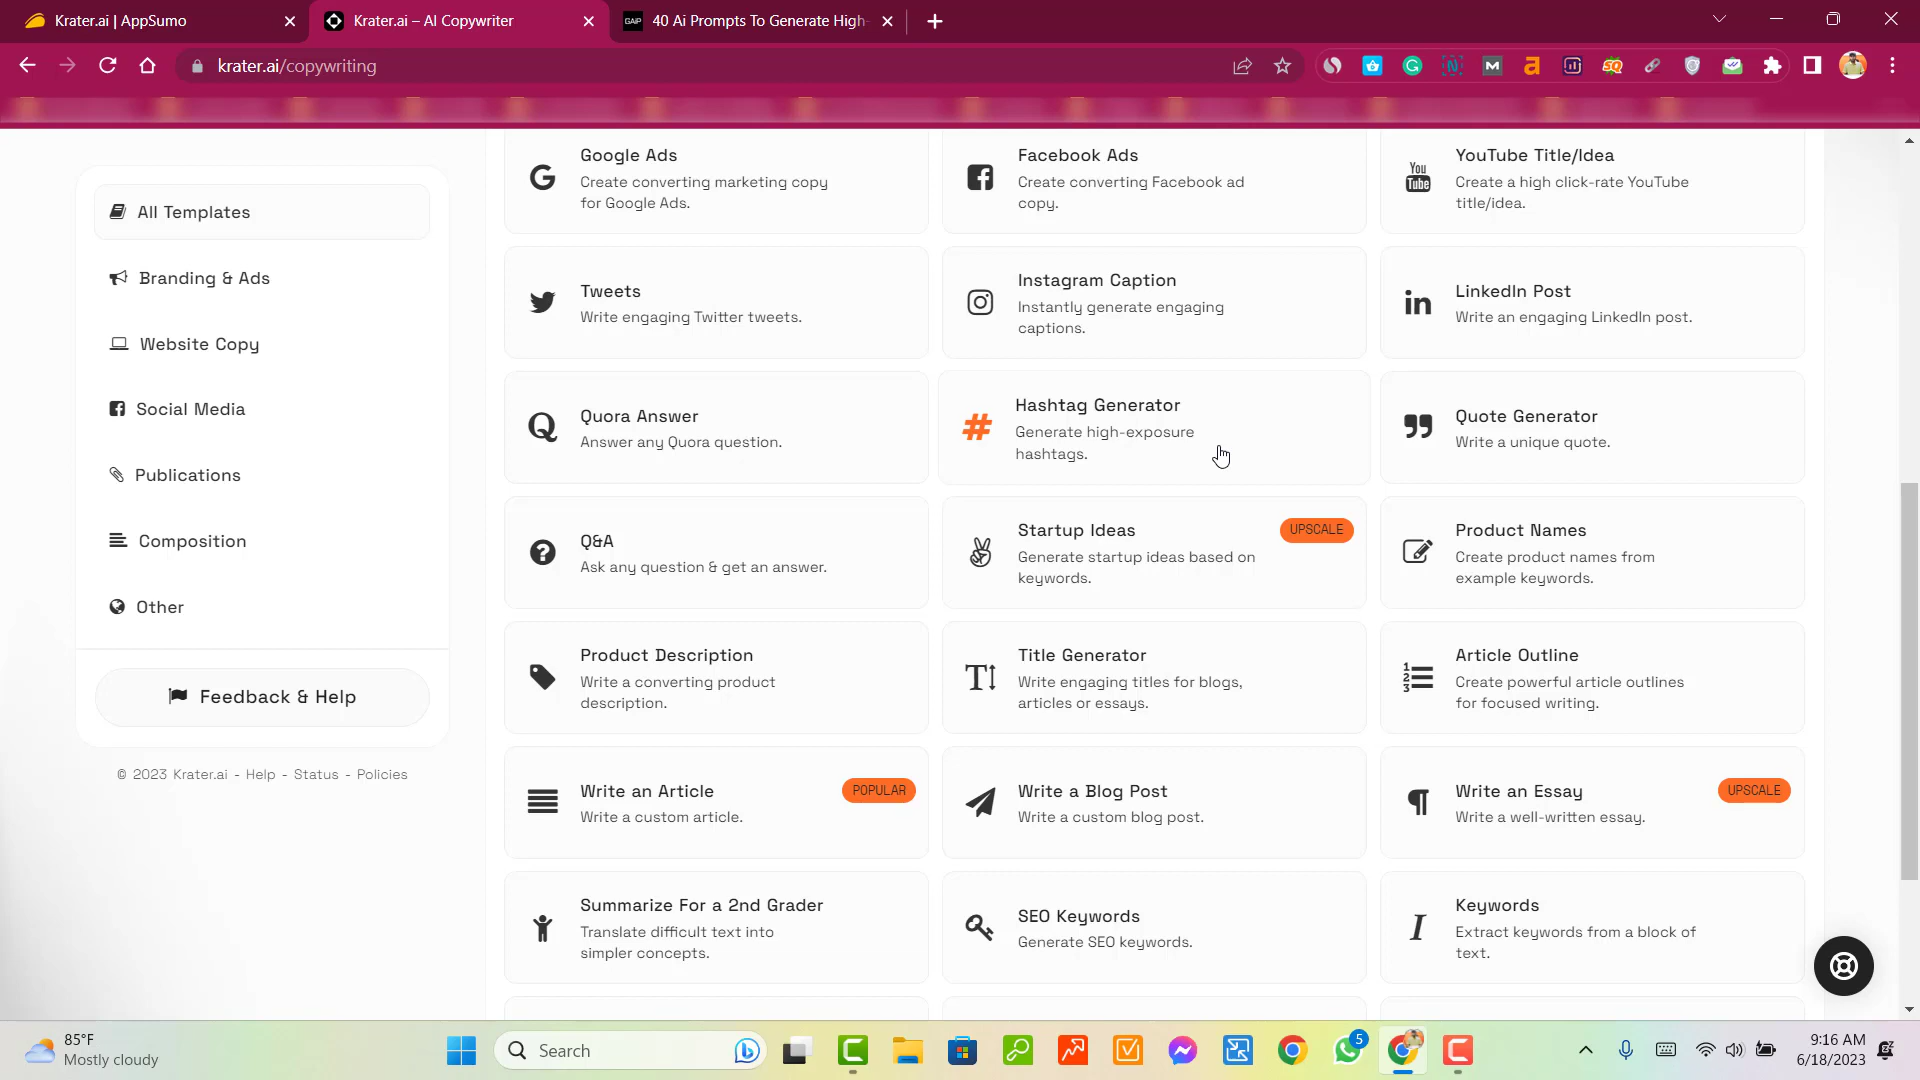 Krater.ai | AppSumo
Krater.ai – AI Copywriter
GAIP 40 Ai Prompts To Generate High-
krater.ai/copywriting
All Templates
Branding & Ads
Website Copy
Social Media
Publications
Composition
Other
Feedback & Help
© 2023 Krater.ai - Help - Status - Policies
Google Ads
Create converting marketing copy
for Google Ads.
Facebook Ads
Create converting Facebook ad
copy.
You
Tube
YouTube Title/Idea
Create a high click-rate YouTube
title/idea.
Tweets
Write engaging Twitter tweets.
Instagram Caption
Instantly generate engaging
captions.
LinkedIn Post
Write an engaging LinkedIn post.
Quora Answer
Answer any Quora question.
Hashtag Generator
Generate high-exposure
hashtags.
Quote Generator
Write a unique quote.
Q&A
Ask any question & get an answer.
Startup Ideas
UPSCALE
Generate startup ideas based on
keywords.
Product Names
Create product names from
example keywords.
Product Description
Write a converting product
description.
Title Generator
Write engaging titles for blogs,
articles or essays.
Article Outline
Create powerful article outlines
for focused writing.
Write an Article
POPULAR
Write a custom article.
Write a Blog Post
Write a custom blog post.
Write an Essay
UPSCALE
Write a well-written essay.
Summarize For a 2nd Grader
Translate difficult text into
simpler concepts.
SEO Keywords
Generate SEO keywords.
Keywords
Extract keywords from a block of
text.
85°F
Mostly cloudy
Search
5
9:16 AM
6/18/2023